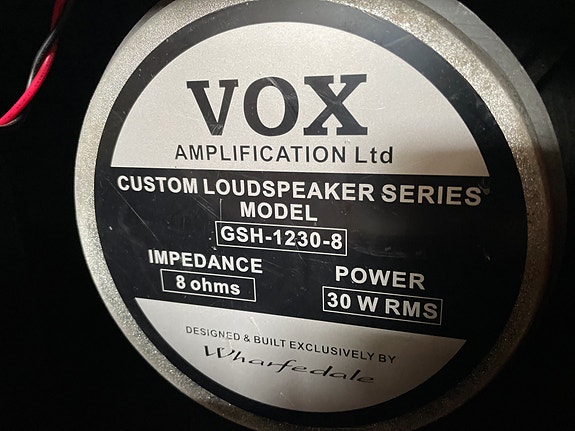 VOX
AMPLIFICATION Ltd
CUSTOM LOUDSPEAKER SERIES
MODEL
GSH-1230-8
IMPEDANCE
8 ohms
POWER
30 W RMS
DESIGNED & BUILT EXCLUSIVELY BY
Wharfedale